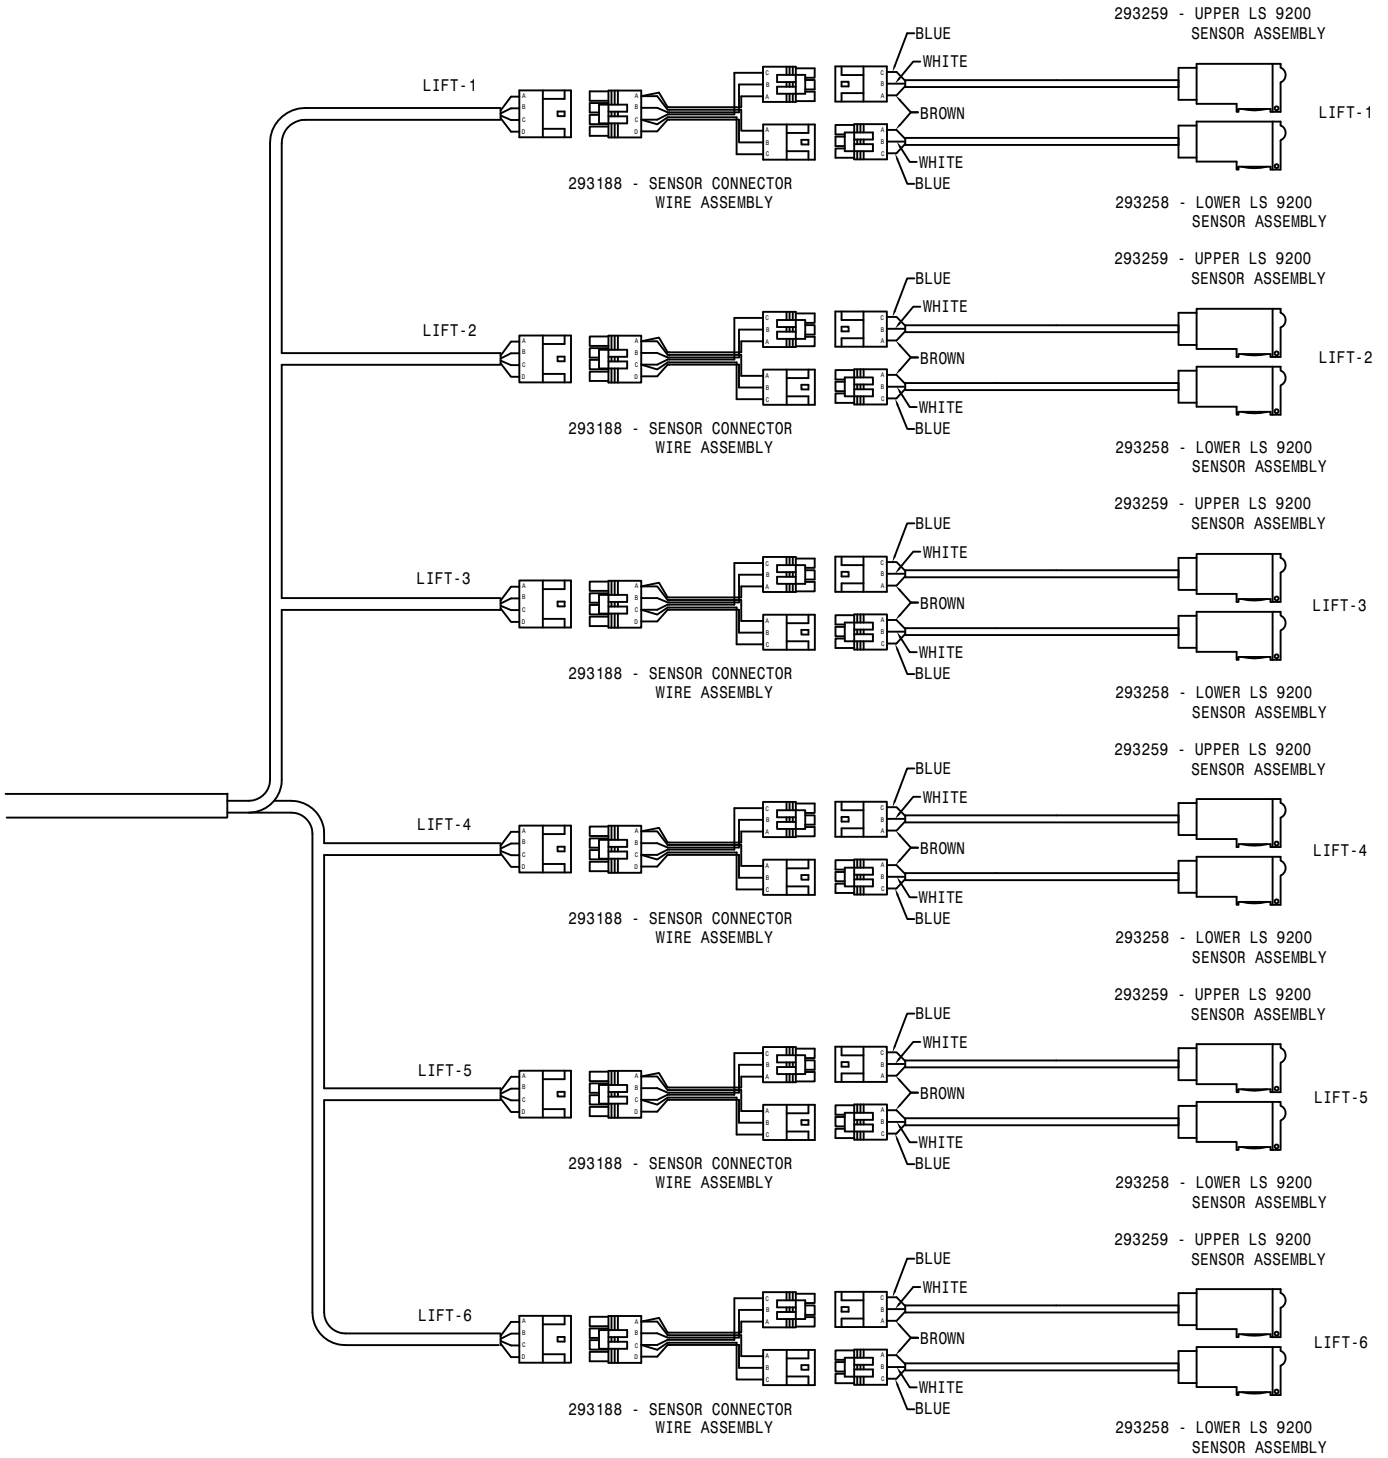 293259 - UPPER LS 9200
SENSOR ASSEMBLY
BLUE
WHITE
LIFT-1
A
B
C
D
A
B
C
D
C
B
A
A
B
C
C
B
A
A
B
C
BROWN
LIFT-1
WHITE
BLUE
293188 - SENSOR CONNECTOR
WIRE ASSEMBLY
293258 - LOWER LS 9200
SENSOR ASSEMBLY
293259 - UPPER LS 9200
SENSOR ASSEMBLY
BLUE
WHITE
LIFT-2
A
B
C
D
A
B
C
D
C
B
A
A
B
C
C
B
A
A
B
C
BROWN
LIFT-2
WHITE
BLUE
293188 - SENSOR CONNECTOR
WIRE ASSEMBLY
293258 - LOWER LS 9200
SENSOR ASSEMBLY
293259 - UPPER LS 9200
SENSOR ASSEMBLY
BLUE
WHITE
LIFT-3
A
B
C
D
A
B
C
D
C
B
A
A
B
C
C
B
A
A
B
C
BROWN
LIFT-3
WHITE
BLUE
293188 - SENSOR CONNECTOR
WIRE ASSEMBLY
293258 - LOWER LS 9200
SENSOR ASSEMBLY
293259 - UPPER LS 9200
SENSOR ASSEMBLY
BLUE
WHITE
LIFT-4
A
B
C
D
A
B
C
D
C
B
A
A
B
C
C
B
A
A
B
C
BROWN
LIFT-4
WHITE
BLUE
293188 - SENSOR CONNECTOR
WIRE ASSEMBLY
293258 - LOWER LS 9200
SENSOR ASSEMBLY
293259 - UPPER LS 9200
SENSOR ASSEMBLY
BLUE
WHITE
LIFT-5
A
B
C
D
A
B
C
D
C
B
A
A
B
C
C
B
A
A
B
C
BROWN
LIFT-5
WHITE
BLUE
293188 - SENSOR CONNECTOR
WIRE ASSEMBLY
293258 - LOWER LS 9200
SENSOR ASSEMBLY
293259 - UPPER LS 9200
SENSOR ASSEMBLY
BLUE
WHITE
LIFT-6
A
B
C
D
A
B
C
D
C
B
A
A
B
C
C
B
A
A
B
C
BROWN
LIFT-6
WHITE
BLUE
293188 - SENSOR CONNECTOR
WIRE ASSEMBLY
293258 - LOWER LS 9200
SENSOR ASSEMBLY